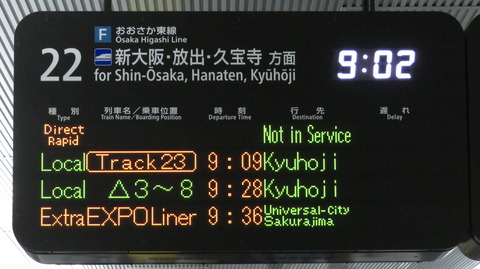 F おおさか東線
Ōsaka Higashi Line
22 新大阪・放出・久宝寺 方面
for Shin-Ōsaka, Hanaten, Kyūhōji
9:02
種別 列車名/乗車位置 時刻 行先 遅れ
Type Train Name/Boarding Position Departure Time Destination Delay
Direct Rapid Not in Service
Local Track23 9:09 Kyuhoji
Local △3~8 9:28 Kyuhoji
Extra EXPO Liner 9:36 Universal-City Sakurajima